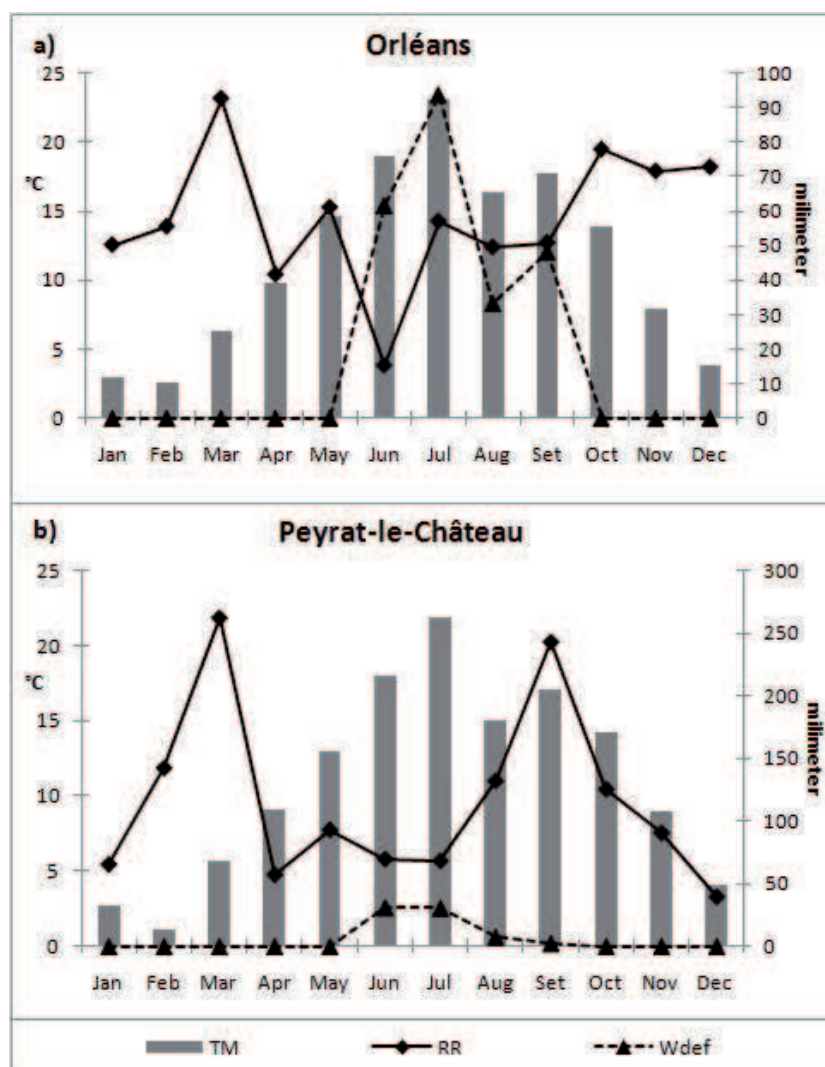 a) Orléans
25 100
90
20 80
70
°C
15 60
50
10 40
30
5 20
10
0 0
milimeter
Jan Feb Mar Apr May Jun Jul Aug Set Oct Nov Dec
b) Peyrat-le-Château
25 300
250
20
°C
200
15
150
10
100
5
50
0 0
milimeter
Jan Feb Mar Apr May Jun Jul Aug Set Oct Nov Dec
TM RR Wdef